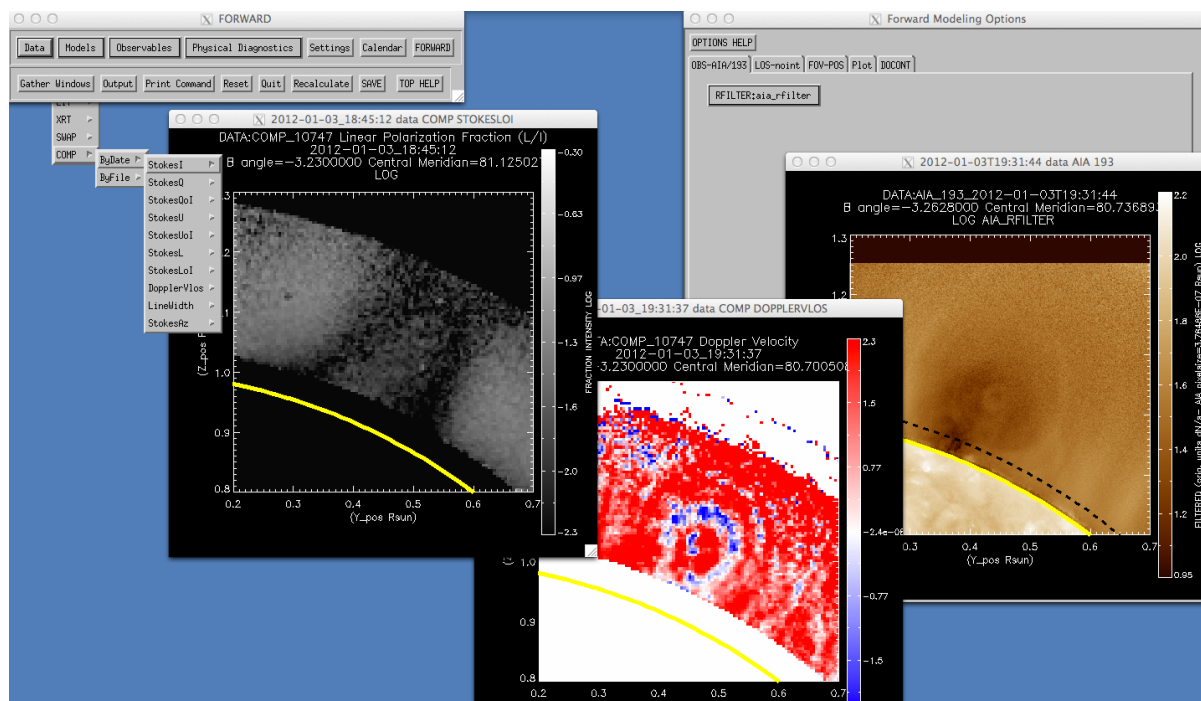 FORWARD
Data Models Observables Physical Diagnostics Settings Calendar FORWARD
Gather Windows Output Print Command Reset Quit Recalculate SAVE TOP HELP
XRT
SWAP
COMP
ByDate
ByFile
StokesI
StokesQ
StokesQoI
StokesU
StokesUoI
StokesL
StokesLoI
DopplerVlos
LineWidth
StokesAz
2012-01-03_18:45:12 data COMP STOKESLOI
DATA:COMP_10747 Linear Polarization Fraction (L/I)
2012-01-03_18:45:12
B angle=-3.2300000 Central Meridian=81.12502
LOG
1.0
0.9
0.8
0.2 0.3 0.4 0.5 0.6 0.7
(Y_pos Rsun)
-0.30
-0.63
-0.97
-1.3
-1.6
-2.0
-2.3
FRACTION INTENSITY LOG
01-03_19:31:37 data COMP DOPPLERVLOS
TA:COMP_10747 Doppler Velocity
2012-01-03_19:31:37
3.2300000 Central Meridian=80.700508
1.0
0.9
0.8
0.2 0.3 0.4 0.5 0.6 0.7
2.3
1.5
0.77
-2.4e-0
-0.77
-1.5
Forward Modeling Options
OPTIONS HELP
OBS-AIA/193 LOS-noint FOV-POS Plot DOCONT
RFILTER:aia_rfilter
2012-01-03T19:31:44 data AIA 193
DATA:AIA_193_2012-01-03T19:31:44
B angle=-3.2628000 Central Meridian=80.736893
LOG AIA_RFILTER
1.3
1.2
0.3 0.4 0.5 0.6 0.7
(Y_pos Rsun)
2.2
2.0
1.8
1.6
1.4
1.2
0.95